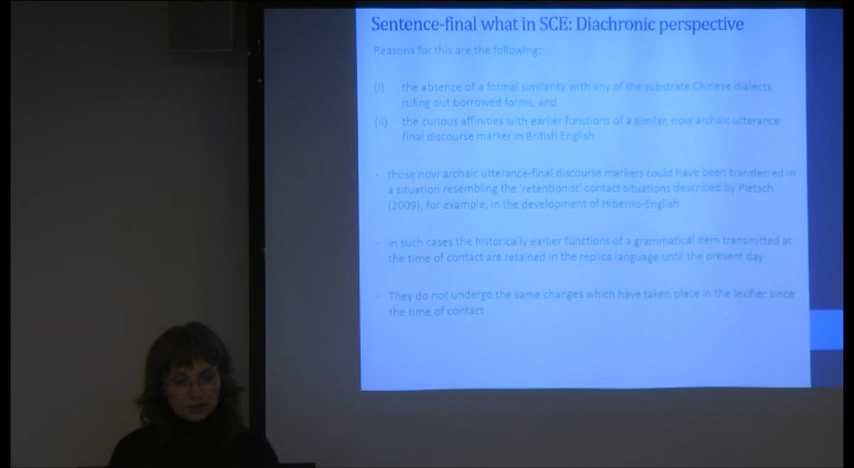 Sentence-final what in SCE: Diachronic perspective
Reasons for this are the following:
(i) the absence of a formal similarity with any of the substrate Chinese dialects,
ruling out borrowed forms, and
(ii) the curious affinities with earlier functions of a similar, now archaic utterance-
final discourse marker in British English
- those now archaic utterance-final discourse markers could have been transferred in
a situation resembling the 'retentionist' contact situations described by Pietsch
(2009), for example, in the development of Hiberno-English
- in such cases the historically earlier functions of a grammatical item transmitted at
the time of contact are retained in the replica language until the present day
- They do not undergo the same changes which have taken place in the lexifier since
the time of contact